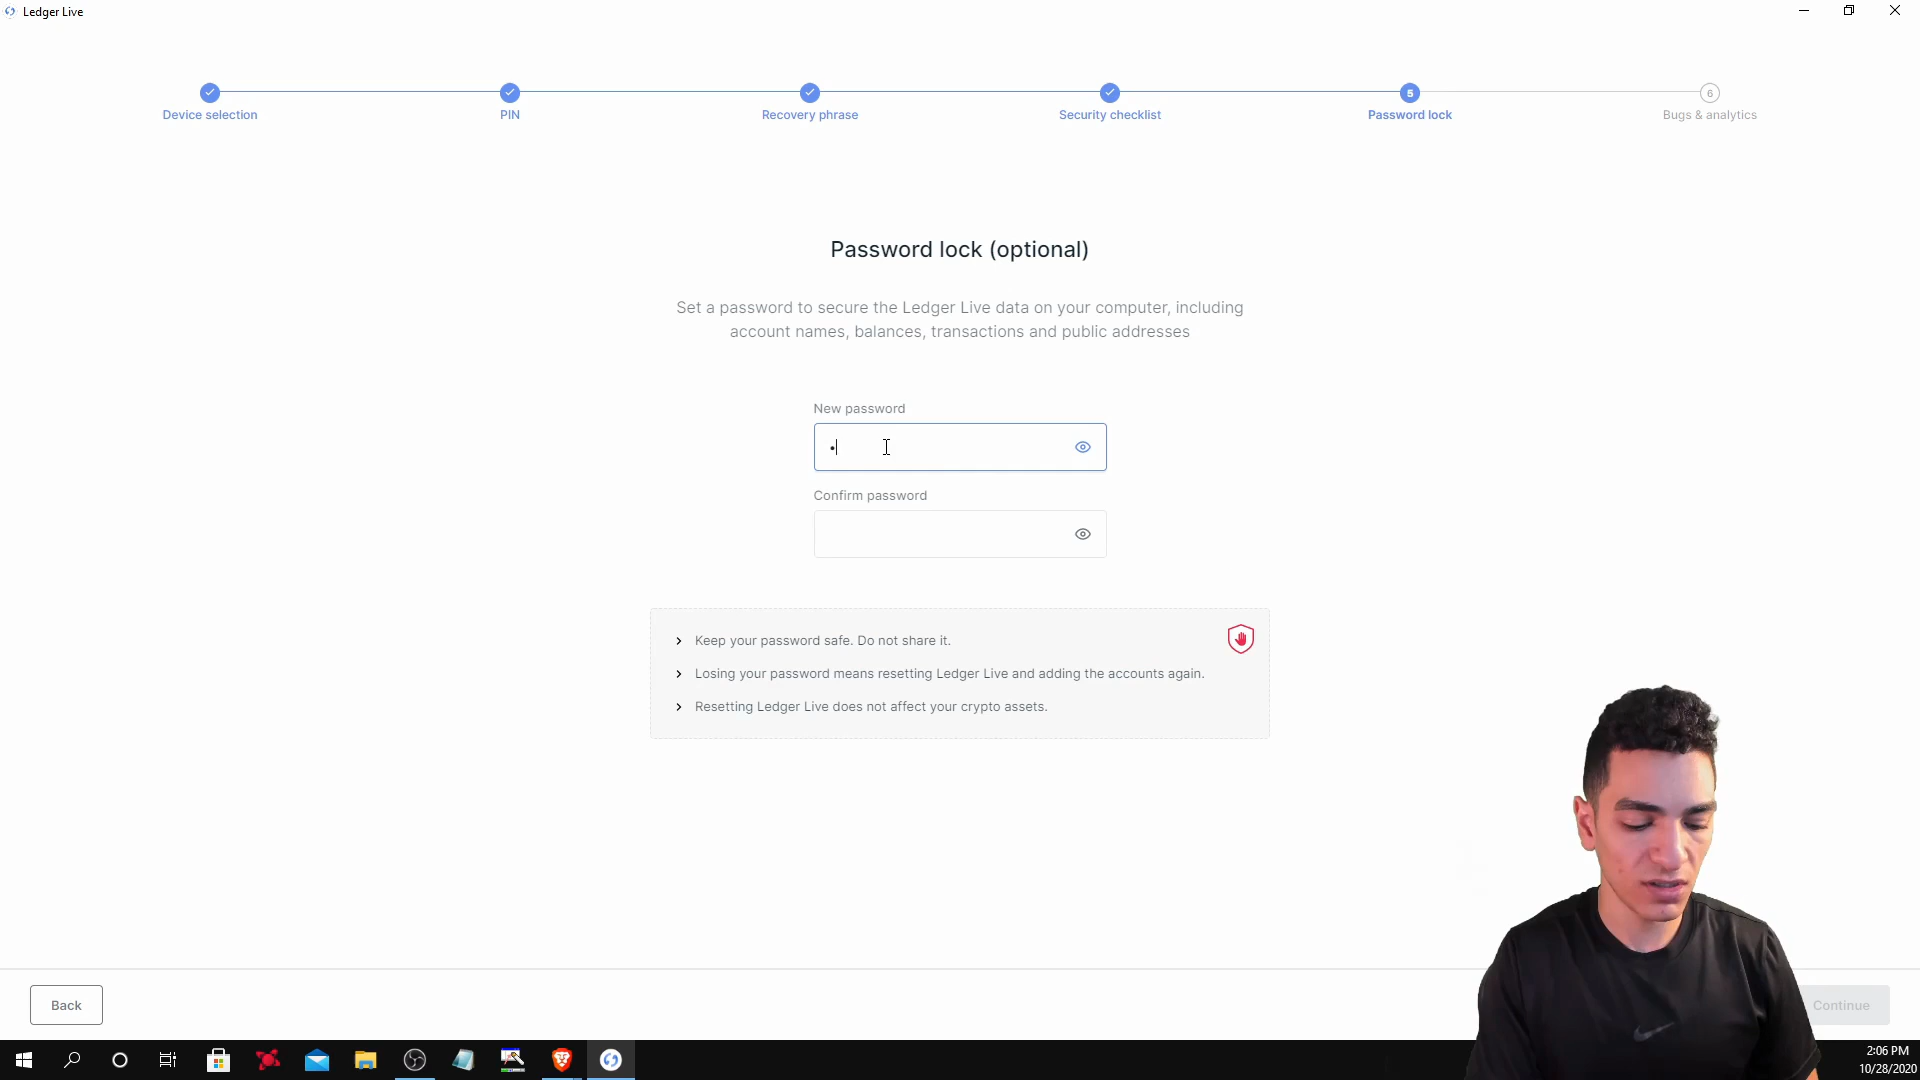 Ledger Live
Device selection
PIN
Recovery phrase
Security checklist
5
Password lock
6
Bugs & analytics
Password lock (optional)
Set a password to secure the Ledger Live data on your computer, including
account names, balances, transactions and public addresses
New password
•
Confirm password
Keep your password safe. Do not share it.
Losing your password means resetting Ledger Live and adding the accounts again.
Resetting Ledger Live does not affect your crypto assets.
Back
Continue
2:06 PM
10/28/2020